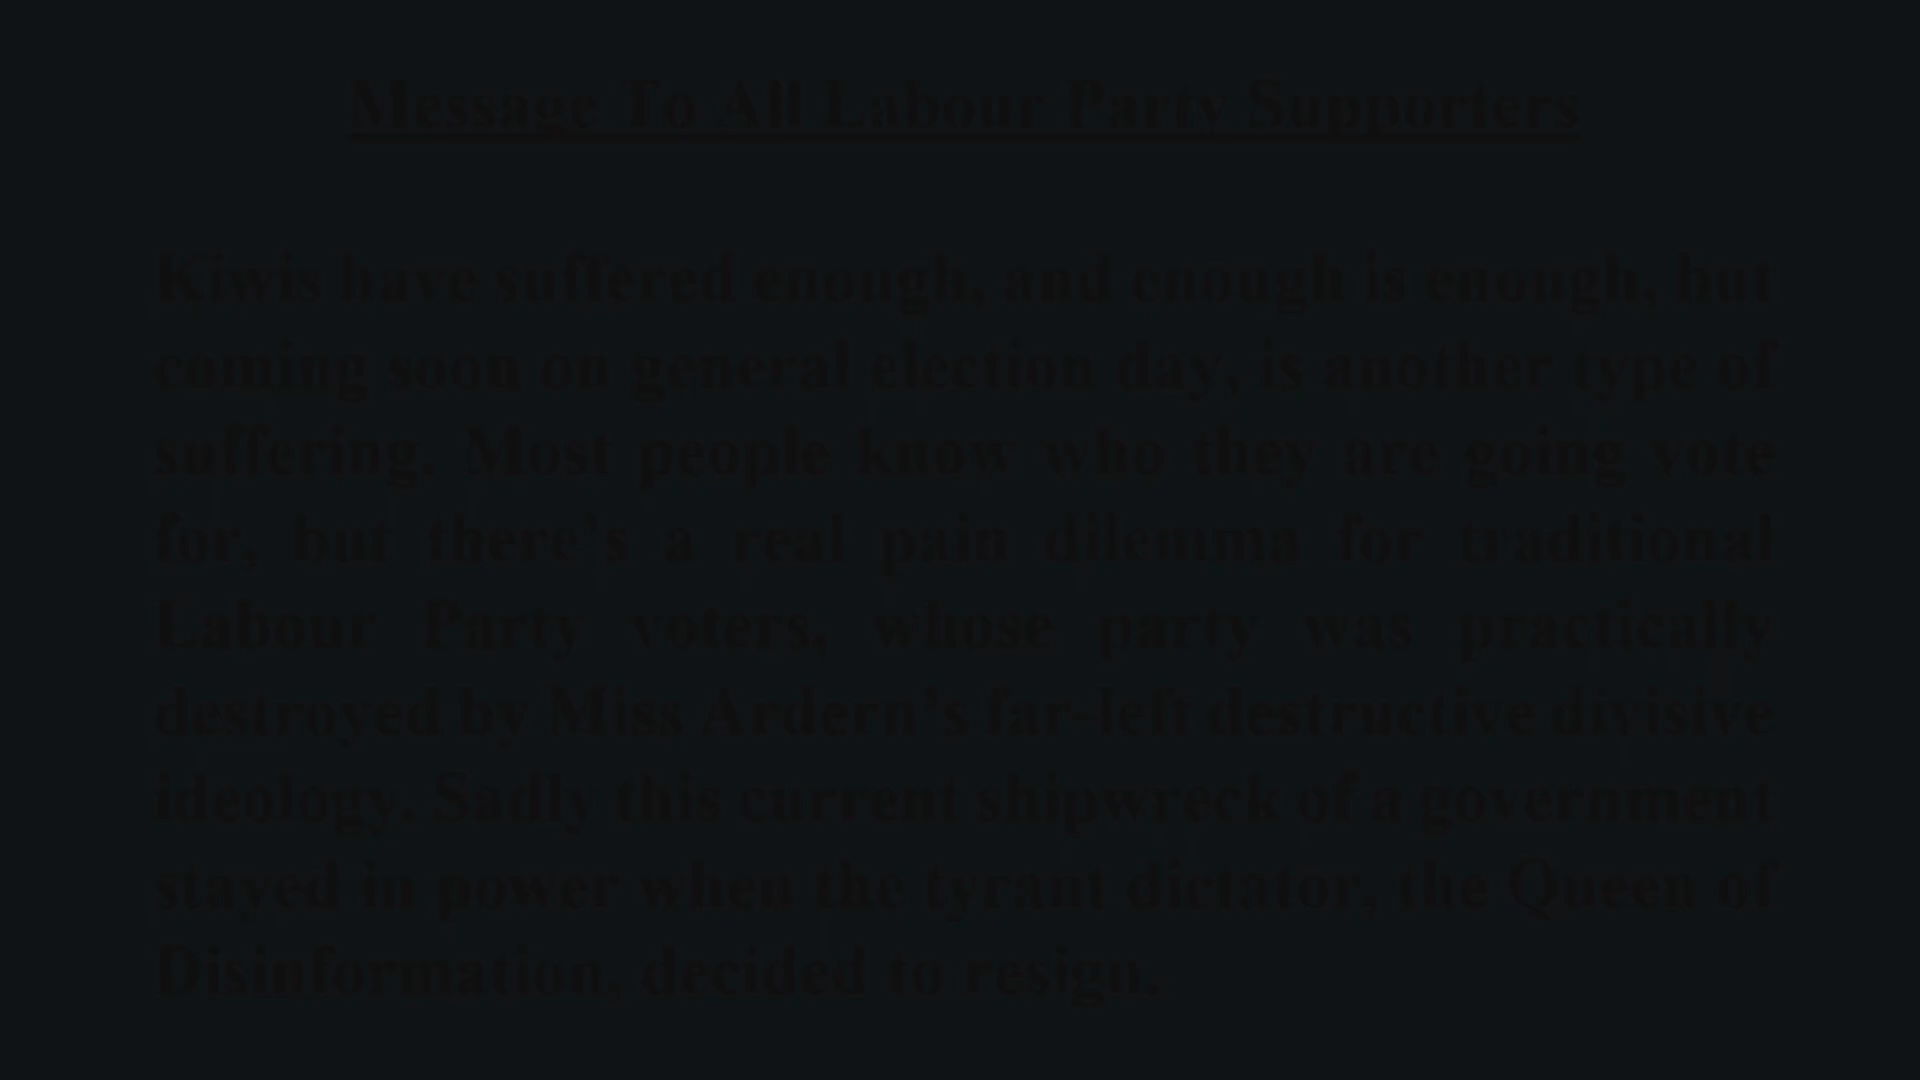 Message To All Labour Party Supporters
Kiwis have suffered enough, and enough is enough, but
coming soon on general election day, is another type of
suffering. Most people know who they are going vote
for, but there's a real pain dilemma for traditional
Labour Party voters, whose party was practically
destroyed by Miss Ardern's far-left destructive divisive
ideology. Sadly this current shipwreck of a government
stayed in power when the tyrant dictator, the Queen of
Disinformation, decided to resign.